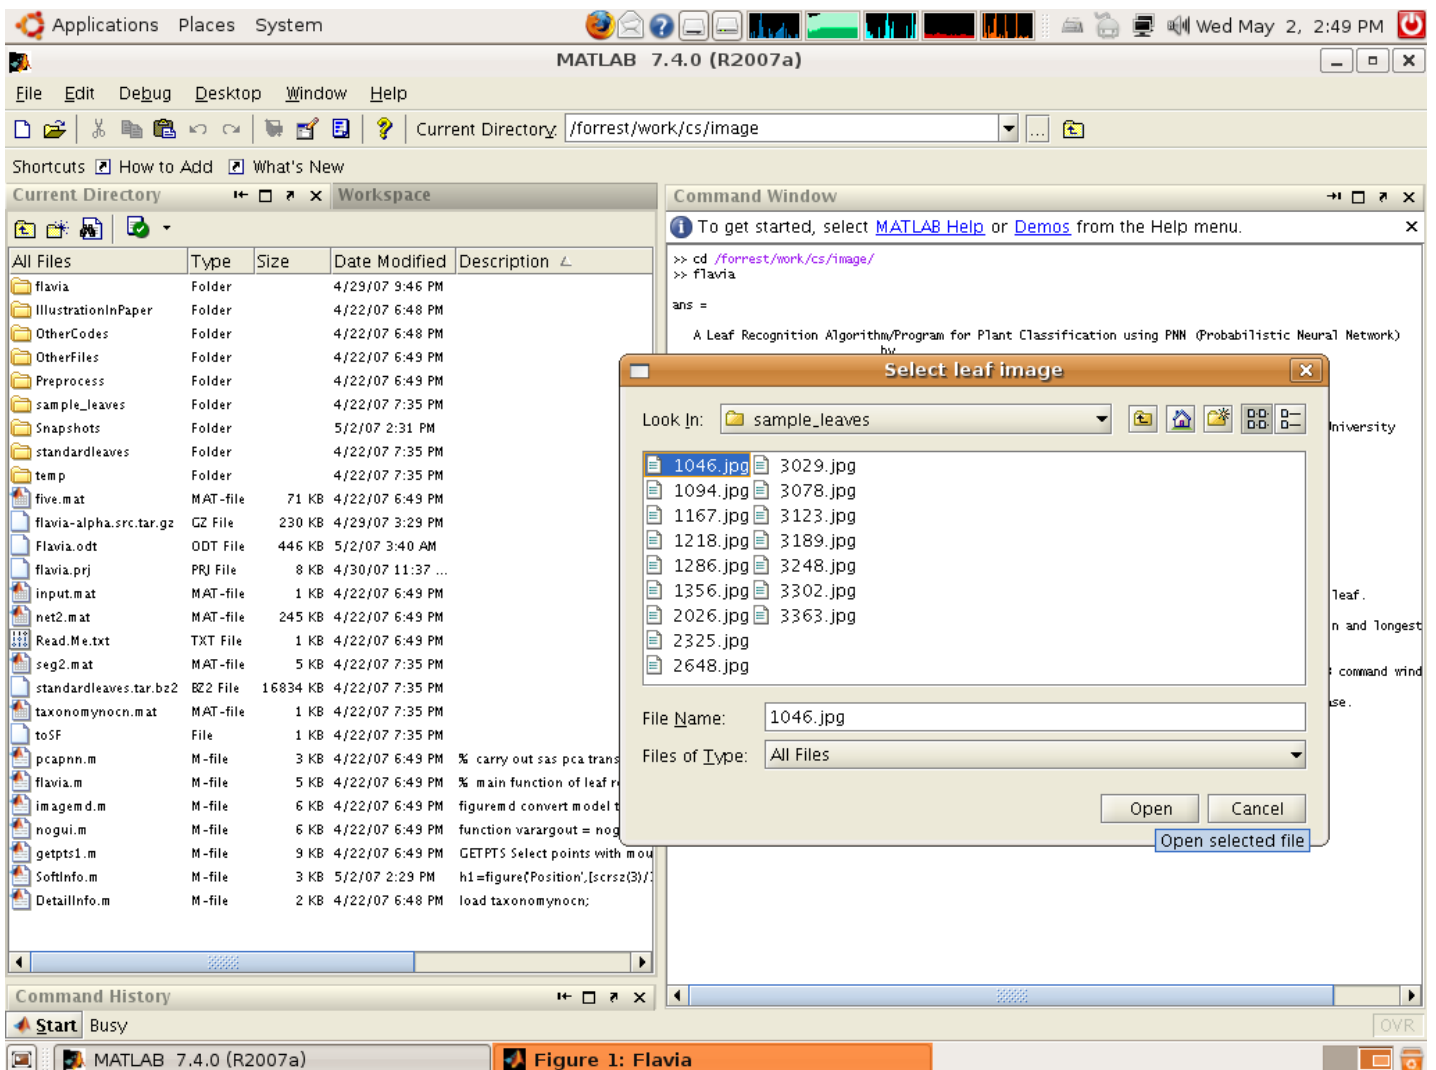 Applications Places System Wed May 2, 2:49 PM
MATLAB 7.4.0 (R2007a)
File Edit Debug Desktop Window Help
Current Directory: /forrest/work/cs/image ...
Shortcuts How to Add What's New
Current Directory Workspace
All Files Type Size Date Modified Description
flavia Folder 4/29/07 9:46 PM
IllustrationInPaper Folder 4/22/07 6:48 PM
OtherCodes Folder 4/22/07 6:48 PM
OtherFiles Folder 4/22/07 6:49 PM
Preprocess Folder 4/22/07 6:49 PM
sample_leaves Folder 4/22/07 7:35 PM
Snapshots Folder 5/2/07 2:31 PM
standardleaves Folder 4/22/07 7:35 PM
temp Folder 4/22/07 7:35 PM
five.mat MAT-file 71 KB 4/22/07 6:49 PM
flavia-alpha.src.tar.gz GZ File 230 KB 4/29/07 3:29 PM
Flavia.odt ODT File 446 KB 5/2/07 3:40 AM
flavia.prj PRJ File 8 KB 4/30/07 11:37 ...
input.mat MAT-file 1 KB 4/22/07 6:49 PM
net2.mat MAT-file 245 KB 4/22/07 6:49 PM
Read.Me.txt TXT File 1 KB 4/22/07 6:49 PM
seg2.mat MAT-file 5 KB 4/22/07 7:35 PM
standardleaves.tar.bz2 BZ2 File 16834 KB 4/22/07 7:35 PM
taxonomynocn.mat MAT-file 1 KB 4/22/07 7:35 PM
toSF File 1 KB 4/22/07 7:35 PM
pcapnn.m M-file 3 KB 4/22/07 6:49 PM % carry out sas pca trans
flavia.m M-file 5 KB 4/22/07 6:49 PM % main function of leaf r
imagemd.m M-file 6 KB 4/22/07 6:49 PM figuremd convert model t
nogui.m M-file 6 KB 4/22/07 6:49 PM function varargout = nog
getpts1.m M-file 9 KB 4/22/07 6:49 PM GETPTS Select points with mou
SoftInfo.m M-file 3 KB 5/2/07 2:29 PM h1=figure('Position',[scrsz(3)/
DetailInfo.m M-file 2 KB 4/22/07 6:48 PM load taxonomynocn;
Command History
Command Window
To get started, select MATLAB Help or Demos from the Help menu.
>> cd /forrest/work/cs/image/
>> flavia
ans =
A Leaf Recognition Algorithm/Program for Plant Classification using PNN (Probabilistic Neural Network)
by
niversity
leaf.
n and longest
command wind
se.
Select leaf image
Look In: sample_leaves
1046.jpg 3029.jpg
1094.jpg 3078.jpg
1167.jpg 3123.jpg
1218.jpg 3189.jpg
1286.jpg 3248.jpg
1356.jpg 3302.jpg
2026.jpg 3363.jpg
2325.jpg
2648.jpg
File Name: 1046.jpg
Files of Type: All Files
Open Cancel
Open selected file
Start Busy OVR
MATLAB 7.4.0 (R2007a) Figure 1: Flavia